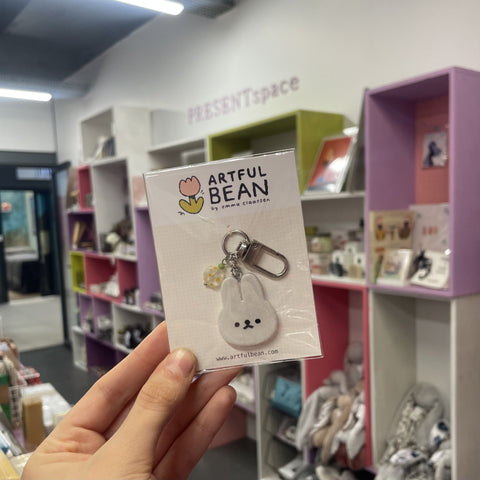 PRESENTspace
ARTFUL
BEAN
by emma claassen
www.artfulbean.com